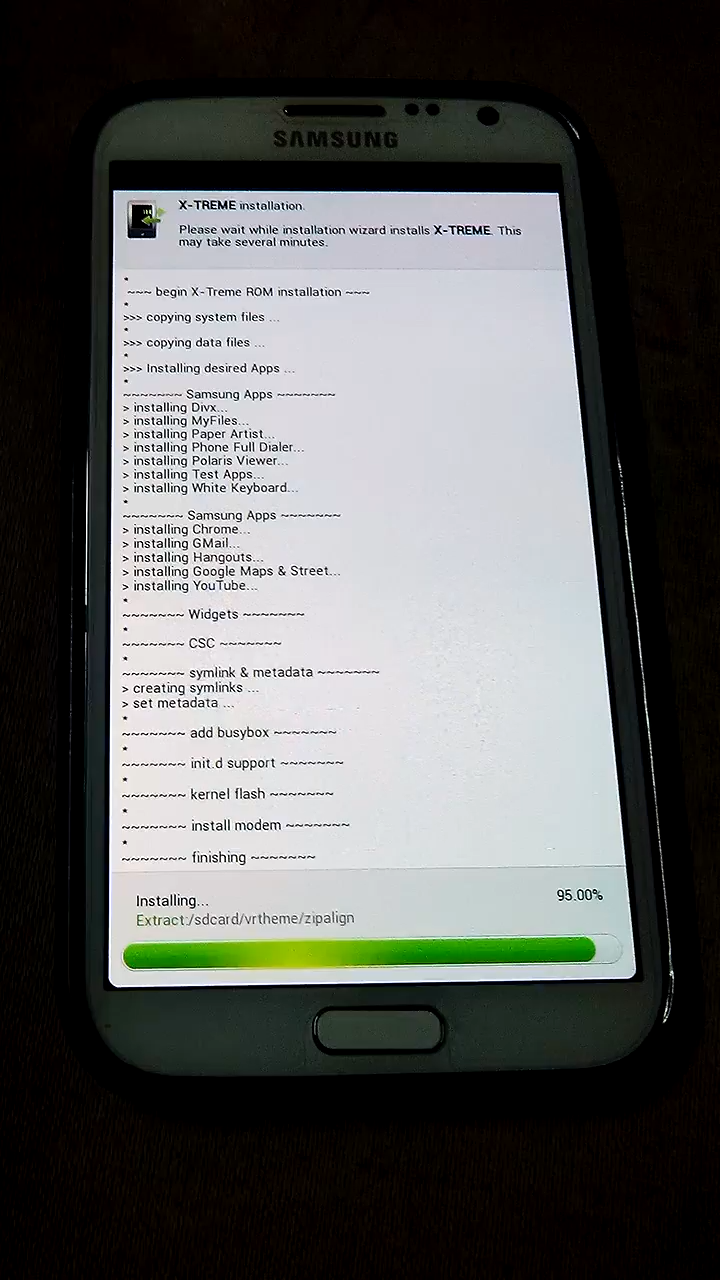 SAMSUNG
X-TREME installation.
Please wait while installation wizard installs X-TREME. This
may take several minutes.
*
~~~ begin X-Treme ROM installation ~~~
*
>>> copying system files ...
*
>>> copying data files ...
*
>>> Installing desired Apps ...
*
~~~~~~~ Samsung Apps ~~~~~~~
> installing Divx...
> installing MyFiles...
> installing Paper Artist...
> installing Phone Full Dialer...
> installing Polaris Viewer...
> installing Test Apps...
> installing White Keyboard...
*
~~~~~~~ Samsung Apps ~~~~~~~
> installing Chrome...
> installing GMail...
> installing Hangouts...
> installing Google Maps & Street...
> installing YouTube...
*
~~~~~~~ Widgets ~~~~~~~
*
~~~~~~~ CSC ~~~~~~~
*
~~~~~~~ symlink & metadata ~~~~~~~
> creating symlinks ...
> set metadata ...
*
~~~~~~~ add busybox ~~~~~~~
*
~~~~~~~ init.d support ~~~~~~~
*
~~~~~~~ kernel flash ~~~~~~~
*
~~~~~~~ install modem ~~~~~~~
*
~~~~~~~ finishing ~~~~~~~
Installing... 95.00%
Extract:/sdcard/vrtheme/zipalign